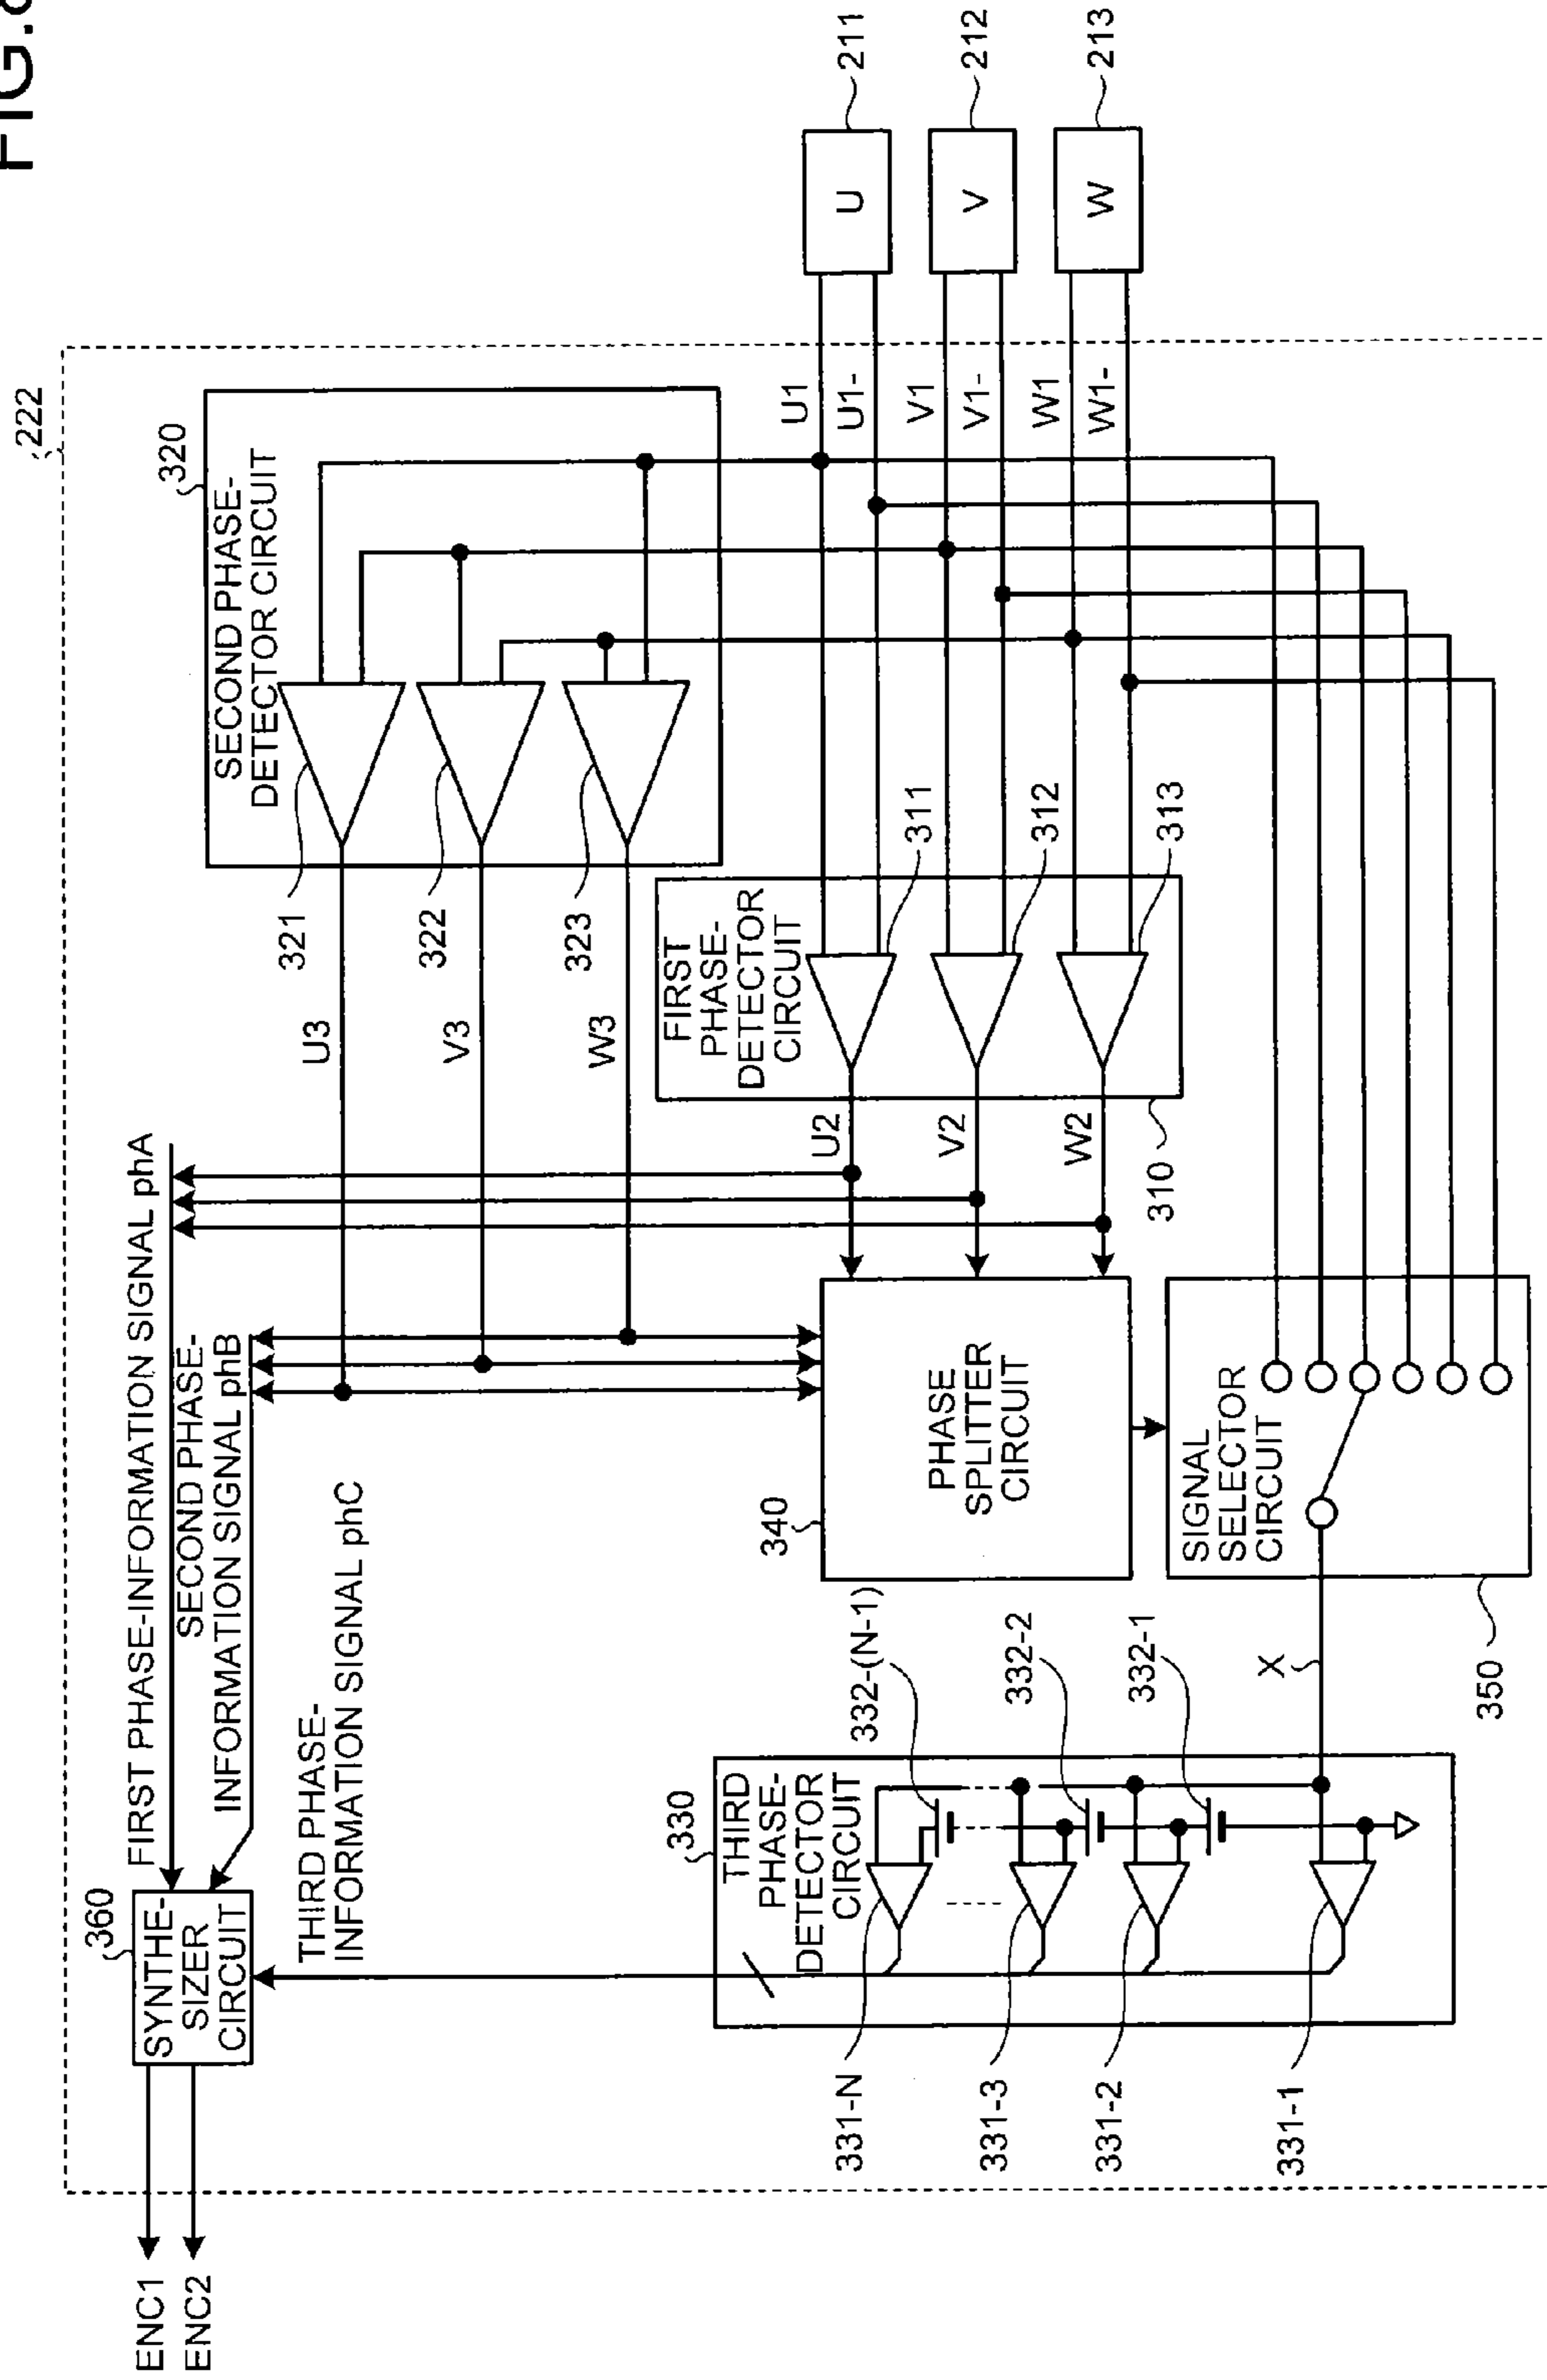 FIG.
222
320
SECOND PHASE-
DETECTOR CIRCUIT
321
322
323
U3
V3
W3
U1
U1-
V1
V1-
W1
W1-
U
V
W
211
212
213
FIRST
PHASE-
DETECTOR
CIRCUIT
311
312
313
310
U2
V2
W2
FIRST PHASE-INFORMATION SIGNAL phA
SECOND PHASE-
INFORMATION SIGNAL phB
THIRD PHASE-
INFORMATION SIGNAL phC
340
PHASE
SPLITTER
CIRCUIT
SIGNAL
SELECTOR
CIRCUIT
350
X
330
THIRD
PHASE-
DETECTOR
CIRCUIT
332-(N-1)
332-2
332-1
331-N
331-3
331-2
331-1
360
SYNTHE-
SIZER
CIRCUIT
ENC1
ENC2